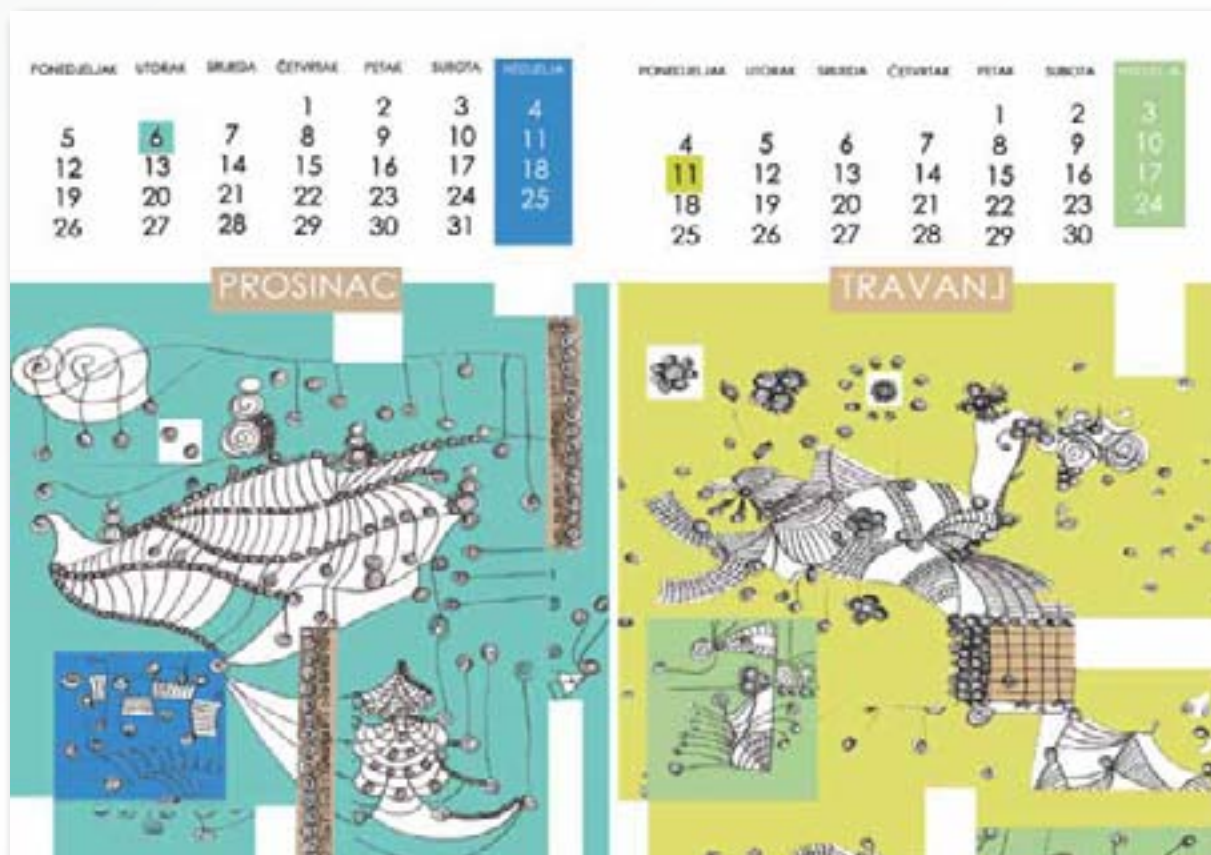 PONEDJELJAK UTORAK SRIJEDA ČETVRTAK PETAK SUBOTA NEDJELJA
1 2 3 4
5 6 7 8 9 10 11
12 13 14 15 16 17 18
19 20 21 22 23 24 25
26 27 28 29 30 31
PROSINAC
PONEDJELJAK UTORAK SRIJEDA ČETVRTAK PETAK SUBOTA NEDJELJA
1 2 3
4 5 6 7 8 9 10
11 12 13 14 15 16 17
18 19 20 21 22 23 24
25 26 27 28 29 30
TRAVANJ